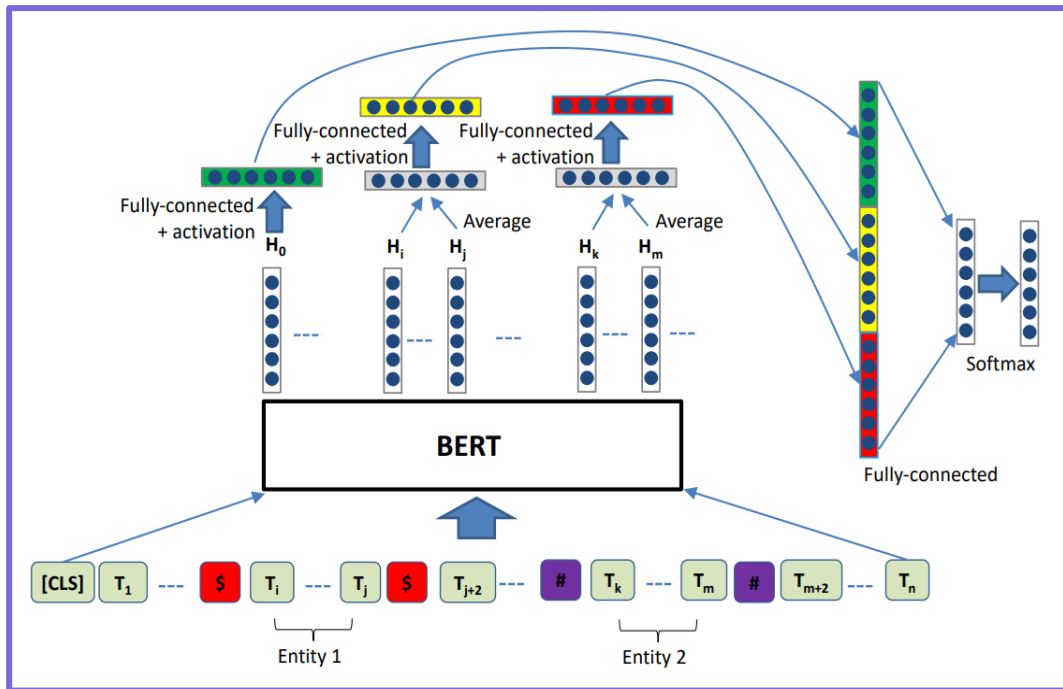 Fully-connected
+ activation
Fully-connected
+ activation
Fully-connected
+ activation
Average
Average
H0
Hi
Hj
Hk
Hm
Softmax
BERT
Fully-connected
[CLS] T1 ---- $ Ti ---- Tj $ Tj+2 ---- # Tk ---- Tm # Tm+2 ---- Tn
Entity 1
Entity 2